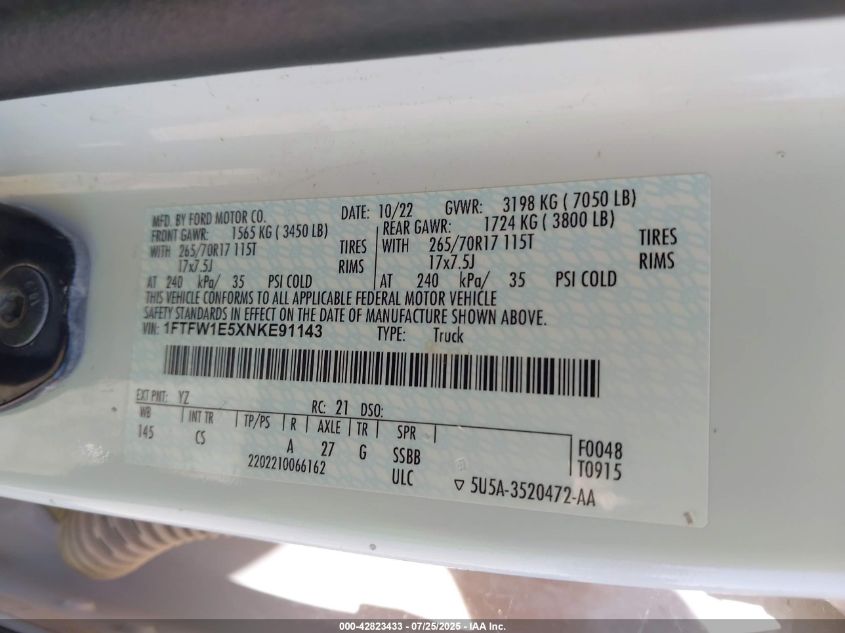 MFD. BY FORD MOTOR CO. DATE: 10/22 GVWR: 3198 KG ( 7050 LB)
FRONT GAWR: 1565 KG ( 3450 LB) REAR GAWR: 1724 KG ( 3800 LB)
WITH 265/70R17 115T TIRES WITH 265/70R17 115T TIRES
17x7.5J RIMS 17x7.5J RIMS
AT 240 kPa/ 35 PSI COLD AT 240 kPa/ 35 PSI COLD
THIS VEHICLE CONFORMS TO ALL APPLICABLE FEDERAL MOTOR VEHICLE
SAFETY STANDARDS IN EFFECT ON THE DATE OF MANUFACTURE SHOWN ABOVE.
VIN: 1FTFW1E5XNKE91143 TYPE: Truck
EXT PNT: YZ RC: 21 DSO:
WB INT TR TP/PS R AXLE TR SPR
145 CS A 27 G SSBB F0048
2202210066162 ULC T0915
▽ 5U5A-3520472-AA
000-42823433 - 07/25/2025 - IAA Inc.